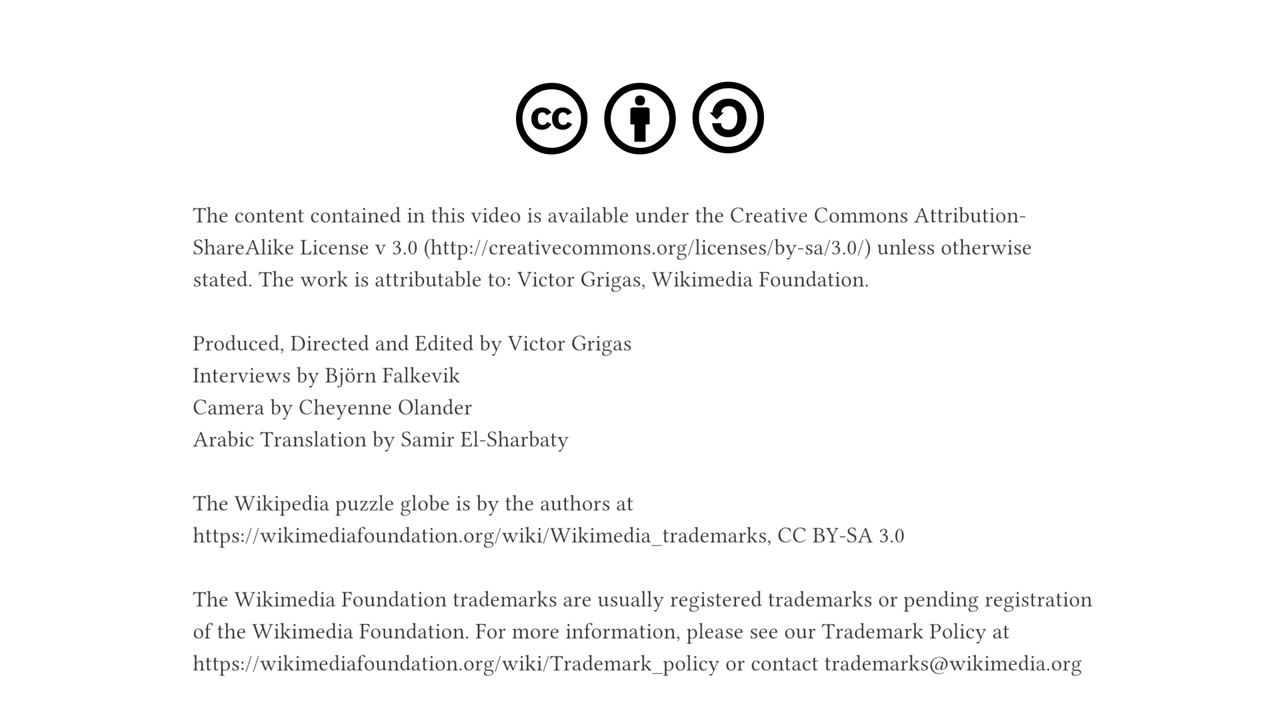 cc
The content contained in this video is available under the Creative Commons Attribution-
ShareAlike License v 3.0 (http://creativecommons.org/licenses/by-sa/3.0/) unless otherwise
stated. The work is attributable to: Victor Grigas, Wikimedia Foundation.
Produced, Directed and Edited by Victor Grigas
Interviews by Björn Falkevik
Camera by Cheyenne Olander
Arabic Translation by Samir El-Sharbaty
The Wikipedia puzzle globe is by the authors at
https://wikimediafoundation.org/wiki/Wikimedia_trademarks, CC BY-SA 3.0
The Wikimedia Foundation trademarks are usually registered trademarks or pending registration
of the Wikimedia Foundation. For more information, please see our Trademark Policy at
https://wikimediafoundation.org/wiki/Trademark_policy or contact trademarks@wikimedia.org